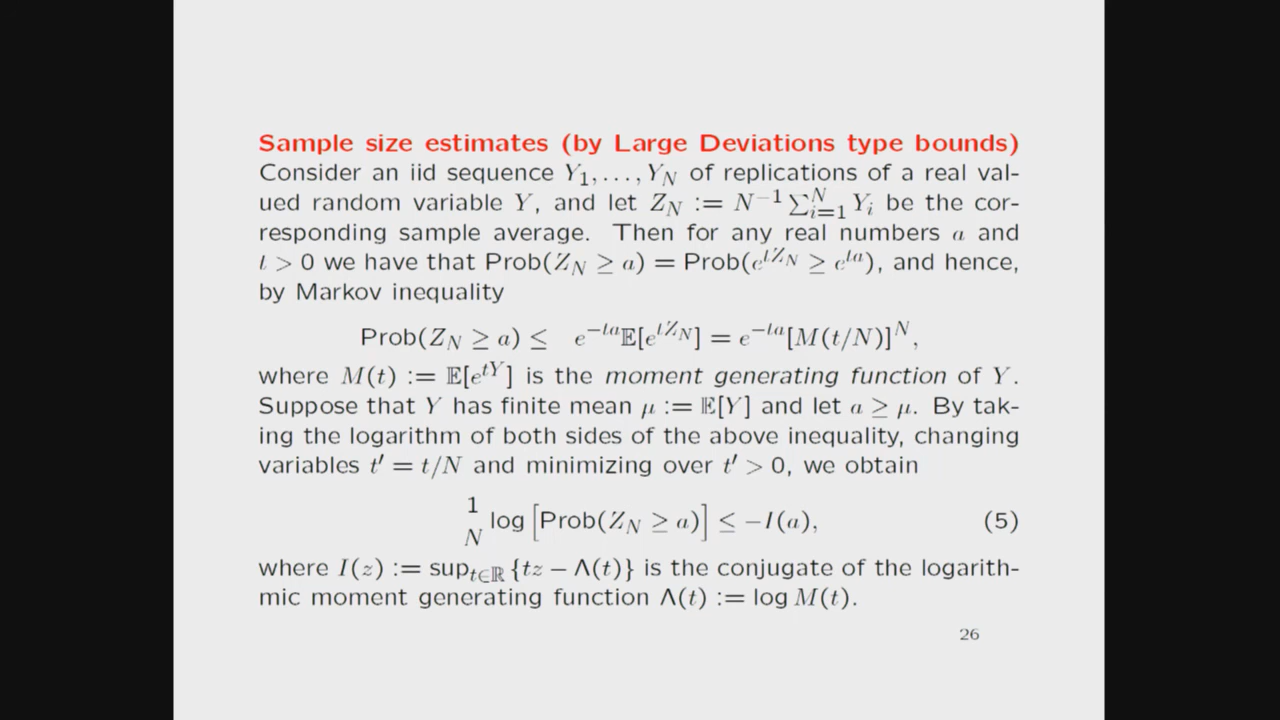 Sample size estimates (by Large Deviations type bounds)
Consider an iid sequence Y₁, . . . , Y_N of replications of a real val-
ued random variable Y, and let Z_N := N⁻¹ ∑ᵢ₌₁ᴺ Yᵢ be the cor-
responding sample average. Then for any real numbers a and
t > 0 we have that Prob(Z_N ≥ a) = Prob(e^{tZ_N} ≥ e^{ta}), and hence,
by Markov inequality
Prob(Z_N ≥ a) ≤ e^{−ta}𝔼[e^{tZ_N}] = e^{−ta}[M(t/N)]^N,
where M(t) := 𝔼[e^{tY}] is the moment generating function of Y.
Suppose that Y has finite mean μ := 𝔼[Y] and let a ≥ μ. By tak-
ing the logarithm of both sides of the above inequality, changing
variables t′ = t/N and minimizing over t′ > 0, we obtain
1/N log [Prob(Z_N ≥ a)] ≤ −I(a), (5)
where I(z) := sup_{t∈ℝ} {tz − Λ(t)} is the conjugate of the logarith-
mic moment generating function Λ(t) := log M(t).
26